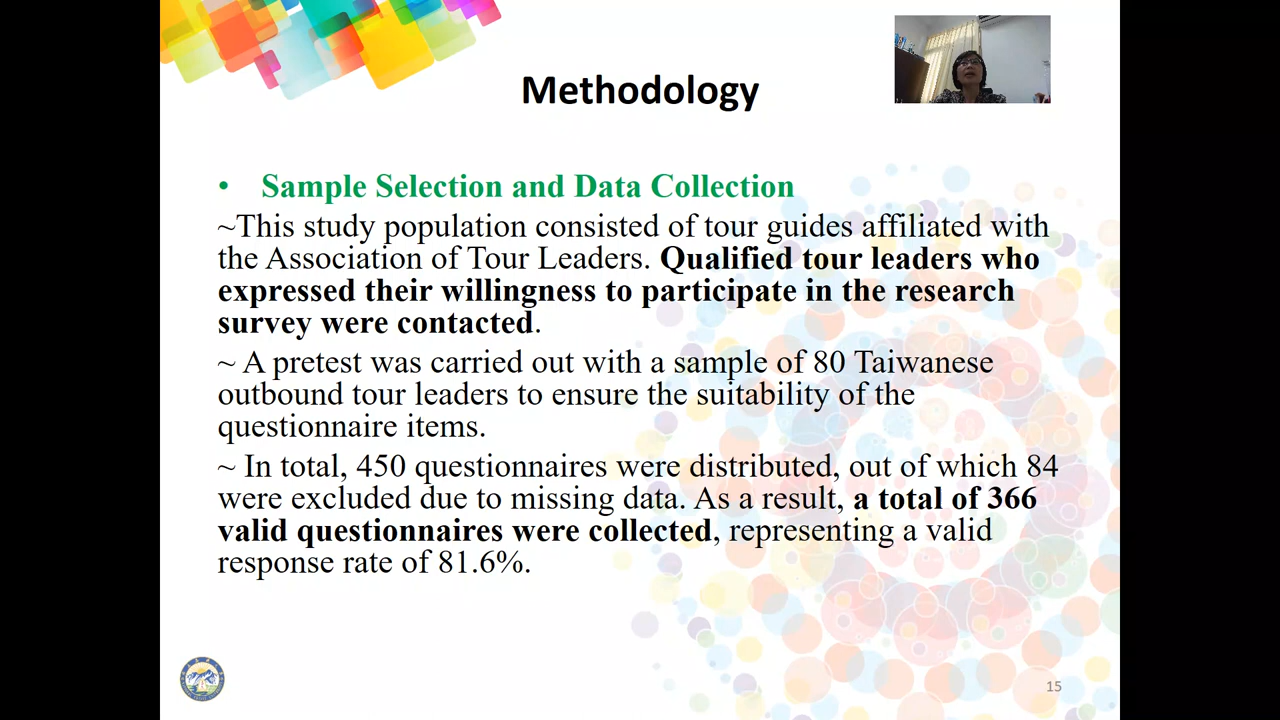 Methodology
• Sample Selection and Data Collection
~This study population consisted of tour guides affiliated with
the Association of Tour Leaders. Qualified tour leaders who
expressed their willingness to participate in the research
survey were contacted.
~ A pretest was carried out with a sample of 80 Taiwanese
outbound tour leaders to ensure the suitability of the
questionnaire items.
~ In total, 450 questionnaires were distributed, out of which 84
were excluded due to missing data. As a result, a total of 366
valid questionnaires were collected, representing a valid
response rate of 81.6%.
15